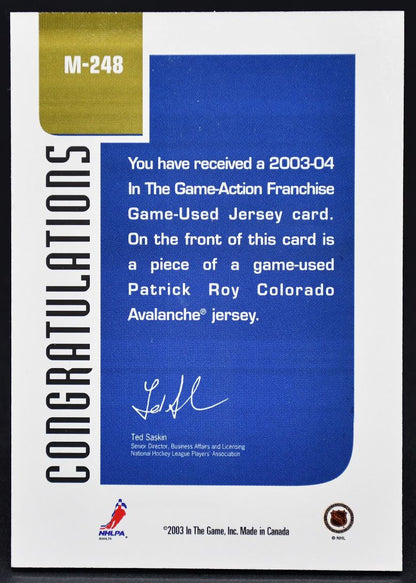 M-248
CONGRATULATIONS
You have received a 2003-04
In The Game-Action Franchise
Game-Used Jersey card.
On the front of this card is
a piece of a game-used
Patrick Roy Colorado
Avalanche® jersey.
Ted Saskin
Senior Director, Business Affairs and Licensing
National Hockey League Players' Association
NHLPA
©2003 In The Game, Inc. Made in Canada
© NHL